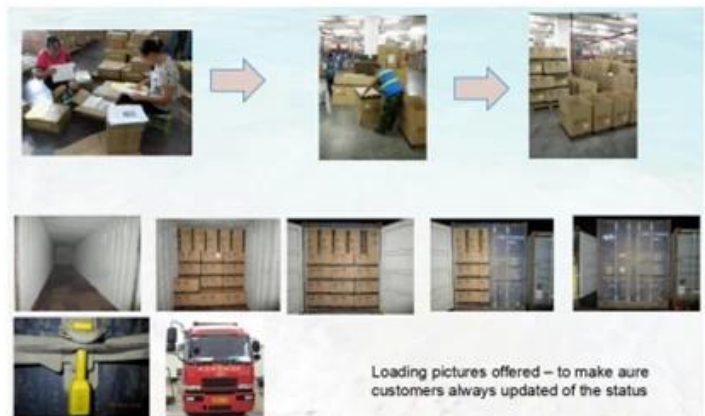 Loading pictures offered – to make aure
customers always updated of the status